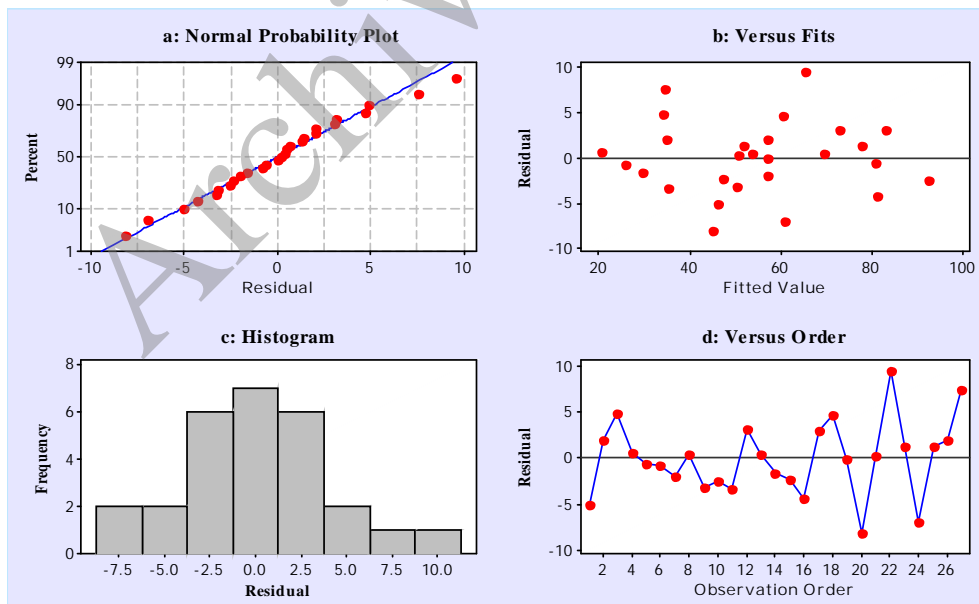 a: Normal Probability Plot
99
90
50
10
1
Percent
-10 -5 0 5 10
Residual
b: Versus Fits
10
5
0
-5
-10
Residual
20 40 60 80 100
Fitted Value
c: Histogram
8
6
4
2
0
Frequency
-7.5 -5.0 -2.5 0.0 2.5 5.0 7.5 10.0
Residual
d: Versus Order
10
5
0
-5
-10
Residual
2 4 6 8 10 12 14 16 18 20 22 24 26
Observation Order
Archiv